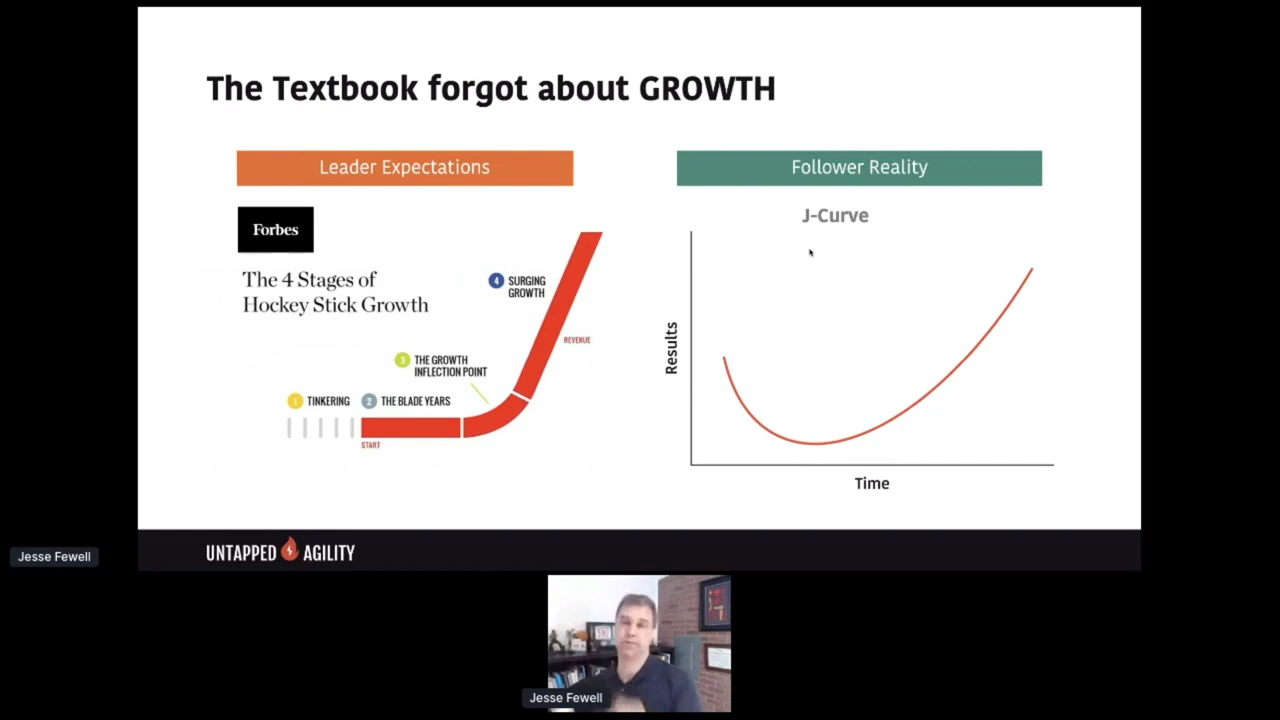 The Textbook forgot about GROWTH
Leader Expectations
Forbes
The 4 Stages of
Hockey Stick Growth
4 SURGING
GROWTH
REVENUE
3 THE GROWTH
INFLECTION POINT
1 TINKERING
2 THE BLADE YEARS
START
Follower Reality
J-Curve
Results
Time
UNTAPPED AGILITY
Jesse Fewell
Jesse Fewell